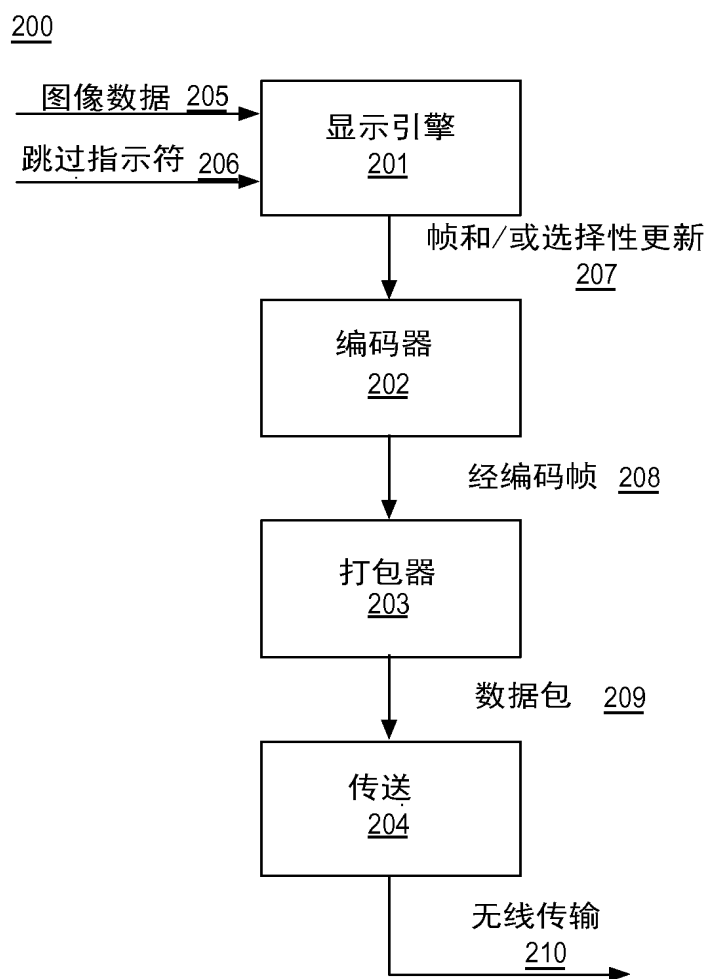 200
图像数据 205
跳过指示符 206
显示引擎
201
帧和/或选择性更新
207
编码器
202
经编码帧 208
打包器
203
数据包 209
传送
204
无线传输
210